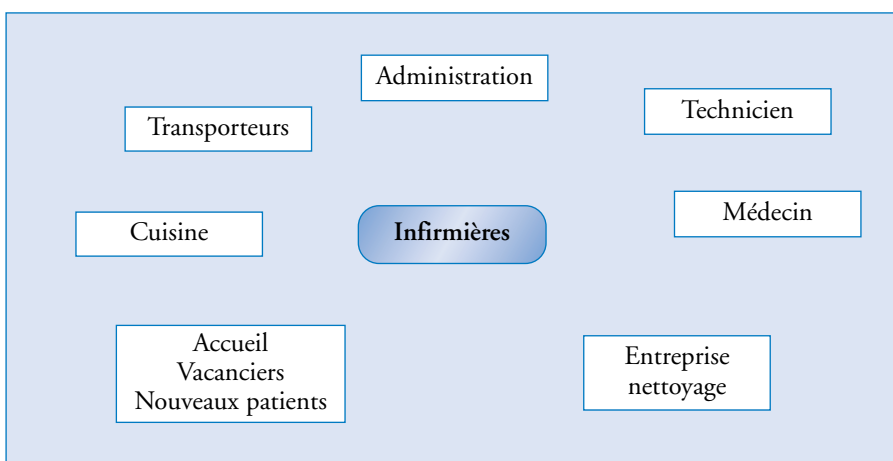 Administration
Technicien
Transporteurs
Médecin
Cuisine
Infirmières
Accueil
Vacanciers
Nouveaux patients
Entreprise
nettoyage